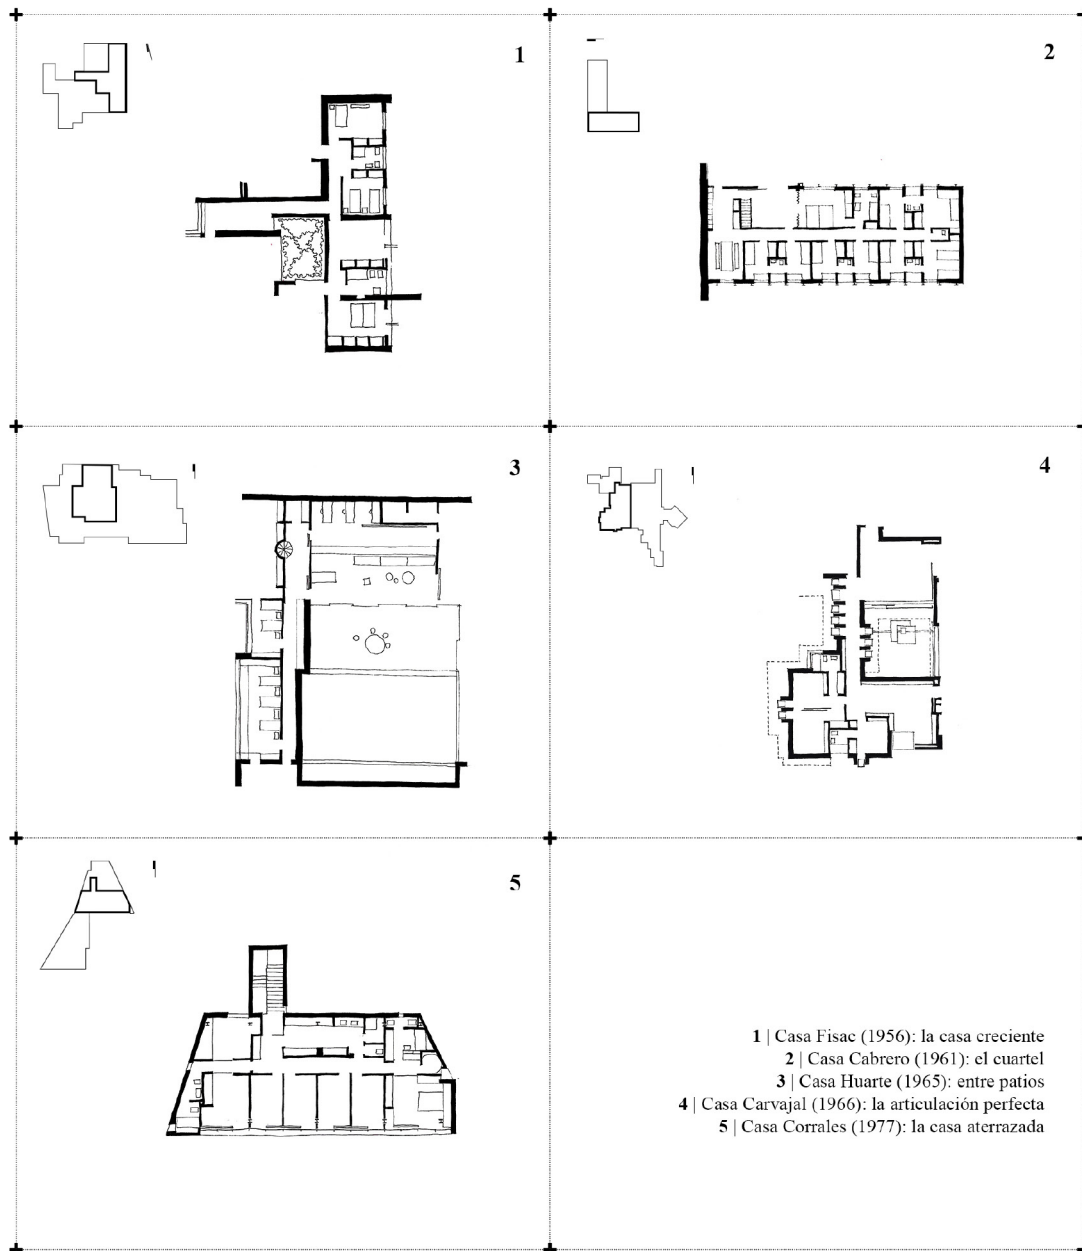 1
2
3
4
5
1 | Casa Fisac (1956): la casa creciente
2 | Casa Cabrero (1961): el cuartel
3 | Casa Huarte (1965): entre patios
4 | Casa Carvajal (1966): la articulación perfecta
5 | Casa Corrales (1977): la casa aterrazada